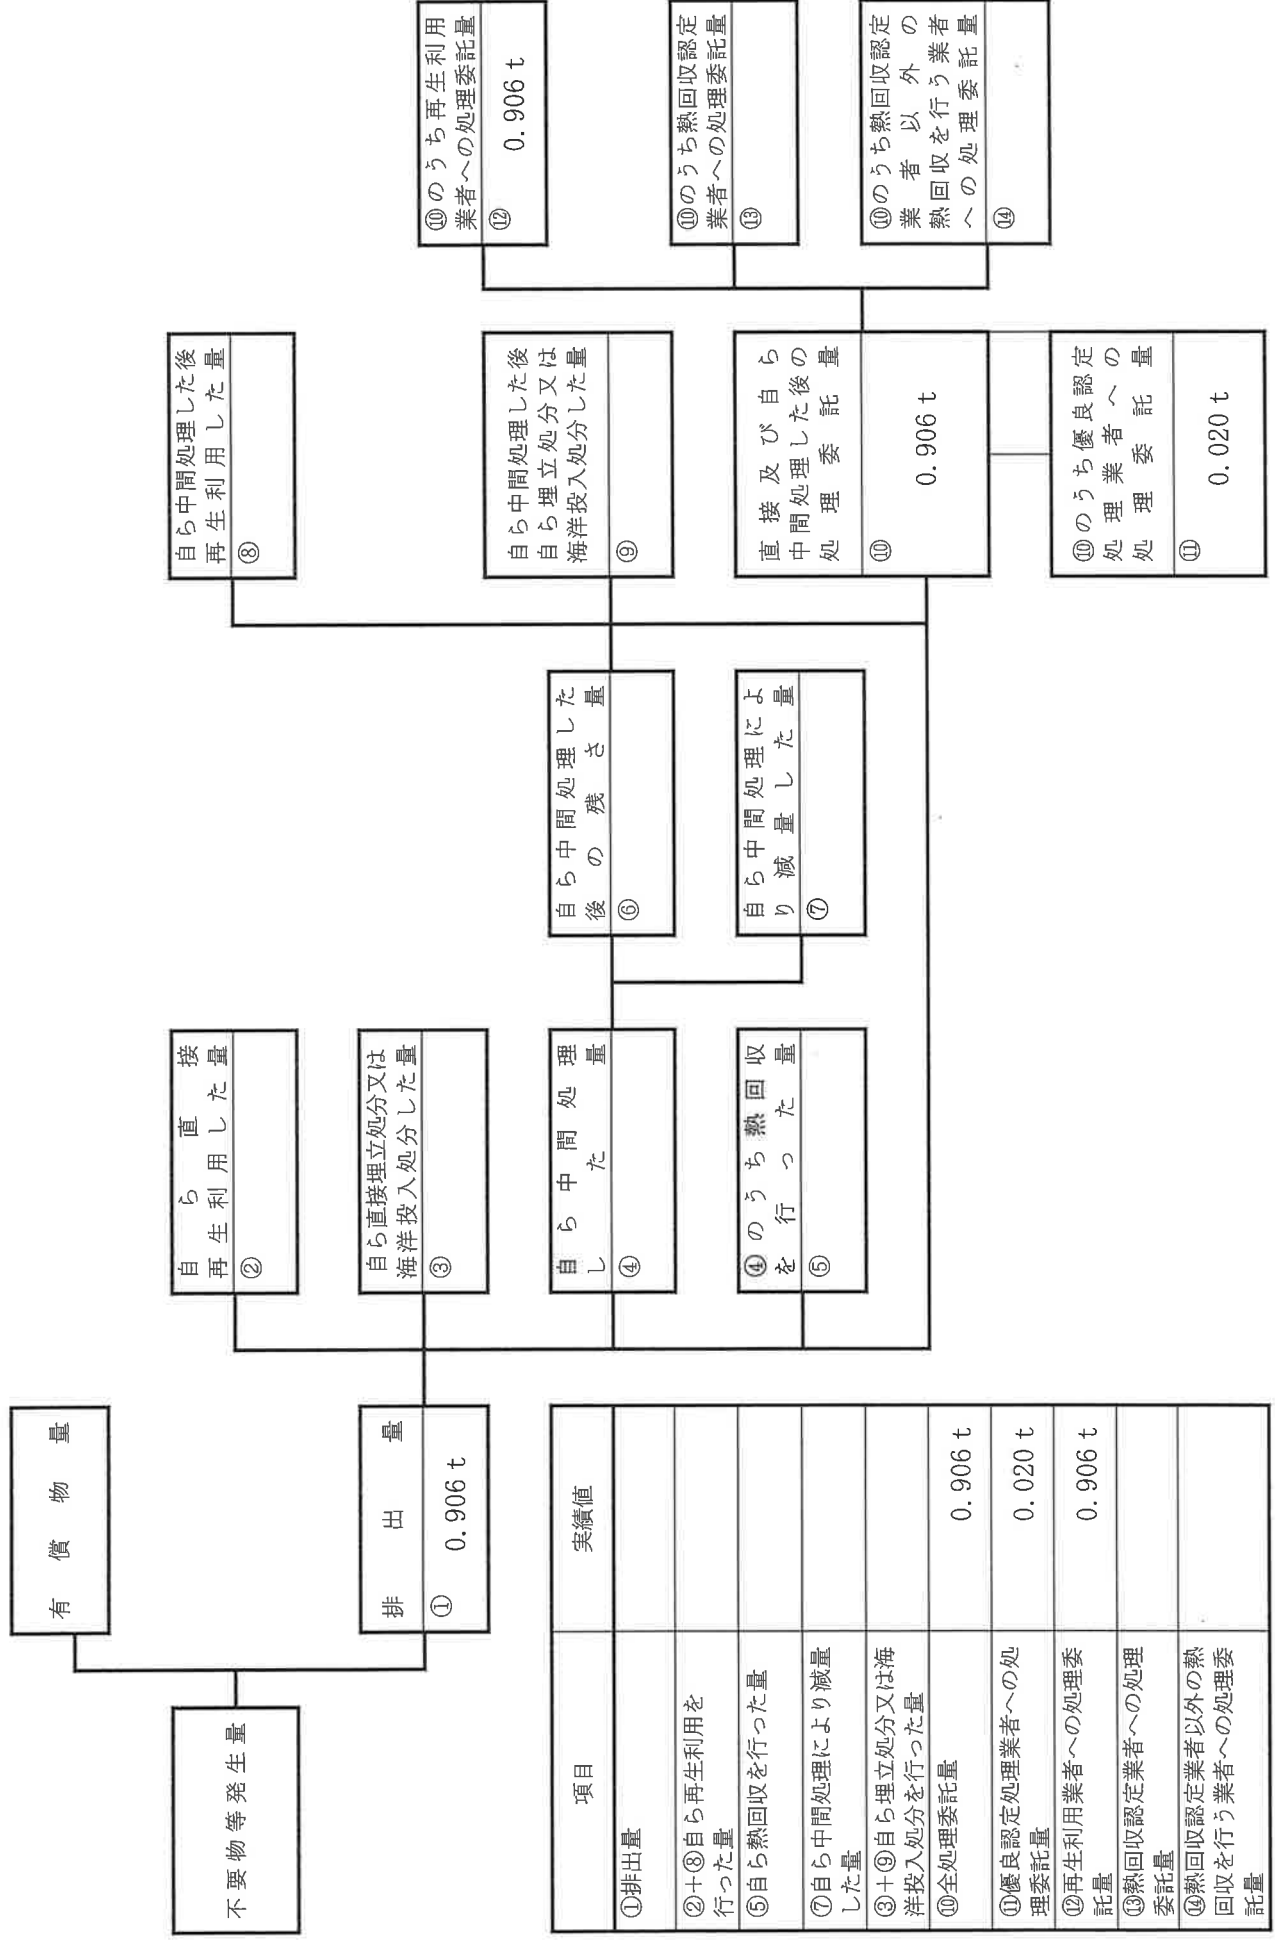 不要物等発生量
有償物量
排出量
① 0.906 t
自ら直接
再生利用した量
②
自ら直接埋立処分又は
海洋投入処分した量
③
自ら中間処理
した量
④
④のうち熱回収
を行った量
⑤
自ら中間処理した
後の残さ量
⑥
自ら中間処理によ
り減量した量
⑦
自ら中間処理した後
再生利用した量
⑧
自ら中間処理した後
自ら埋立処分又は
海洋投入処分した量
⑨
直接及び自ら
中間処理した後の
処理委託量
⑩
0.906 t
⑩のうち優良認定
処理業者への
処理委託量
⑪
0.020 t
⑩のうち再生利用
業者への処理委託量
⑫
0.906 t
⑩のうち熱回収認定
業者への処理委託量
⑬
⑩のうち熱回収認定
業者以外の
熱回収を行う業者
への処理委託量
⑭
項目 実績値
①排出量
②＋⑧自ら再生利用を
行った量
⑤自ら熱回収を行った量
⑦自ら中間処理により減量
した量
③＋⑨自ら埋立処分又は海
洋投入処分を行った量
⑩全処理委託量 0.906 t
⑪優良認定処理業者への処
理委託量 0.020 t
⑫再生利用業者への処理委
託量 0.906 t
⑬熱回収認定業者への処理
委託量
⑭熱回収認定業者以外の熱
回収を行う業者への処理委
託量